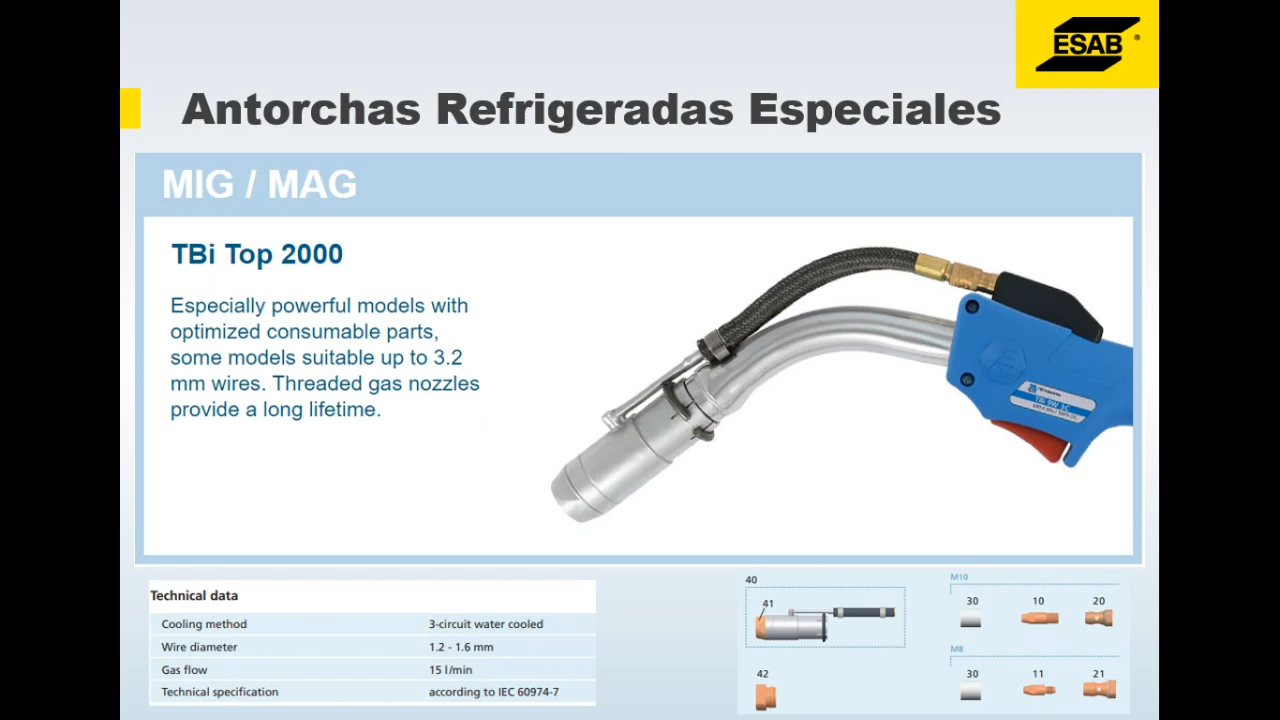 ESAB
Antorchas Refrigeradas Especiales
MIG / MAG
TBi Top 2000
Especially powerful models with
optimized consumable parts,
some models suitable up to 3.2
mm wires. Threaded gas nozzles
provide a long lifetime.
Technical data
Cooling method 3-circuit water cooled
Wire diameter 1.2 - 1.6 mm
Gas flow 15 l/min
Technical specification according to IEC 60974-7
40
41
42
M10
30 10 20
M8
30 11 21